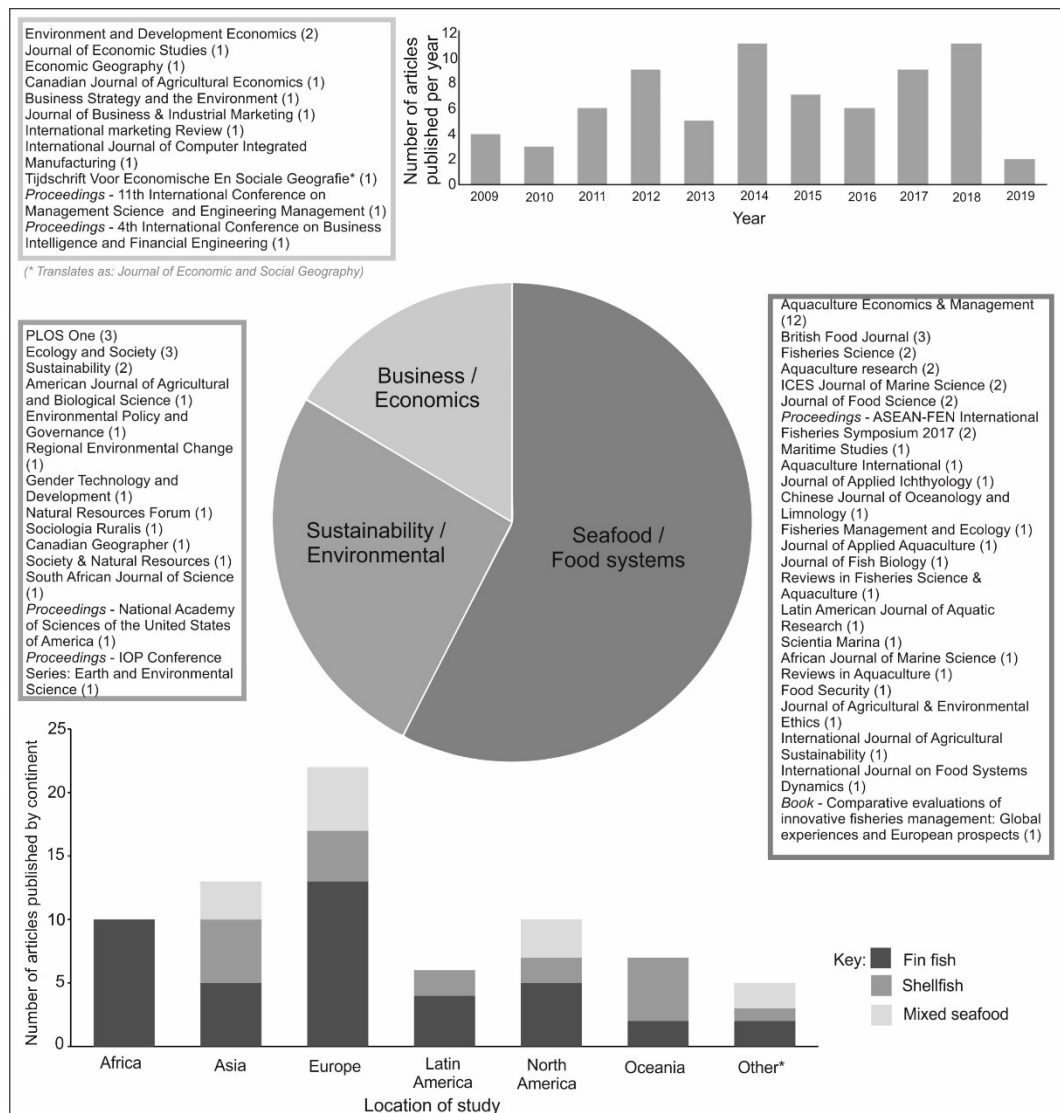 Environment and Development Economics (2)
Journal of Economic Studies (1)
Economic Geography (1)
Canadian Journal of Agricultural Economics (1)
Business Strategy and the Environment (1)
Journal of Business & Industrial Marketing (1)
International marketing Review (1)
International Journal of Computer Integrated
Manufacturing (1)
Tijdschrift Voor Economische En Sociale Geografie* (1)
Proceedings - 11th International Conference on
Management Science and Engineering Management (1)
Proceedings - 4th International Conference on Business
Intelligence and Financial Engineering (1)
(* Translates as: Journal of Economic and Social Geography)
Number of articles
published per year
12
10
8
6
4
2
0
2009 2010 2011 2012 2013 2014 2015 2016 2017 2018 2019
Year
PLOS One (3)
Ecology and Society (3)
Sustainability (2)
American Journal of Agricultural
and Biological Science (1)
Environmental Policy and
Governance (1)
Regional Environmental Change
(1)
Gender Technology and
Development (1)
Natural Resources Forum (1)
Sociologia Ruralis (1)
Canadian Geographer (1)
Society & Natural Resources (1)
South African Journal of Science
(1)
Proceedings - National Academy
of Sciences of the United States
of America (1)
Proceedings - IOP Conference
Series: Earth and Environmental
Science (1)
Business /
Economics
Sustainability /
Environmental
Seafood /
Food systems
Aquaculture Economics & Management
(12)
British Food Journal (3)
Fisheries Science (2)
Aquaculture research (2)
ICES Journal of Marine Science (2)
Journal of Food Science (2)
Proceedings - ASEAN-FEN International
Fisheries Symposium 2017 (2)
Maritime Studies (1)
Aquaculture International (1)
Journal of Applied Ichthyology (1)
Chinese Journal of Oceanology and
Limnology (1)
Fisheries Management and Ecology (1)
Journal of Applied Aquaculture (1)
Journal of Fish Biology (1)
Reviews in Fisheries Science &
Aquaculture (1)
Latin American Journal of Aquatic
Research (1)
Scientia Marina (1)
African Journal of Marine Science (1)
Reviews in Aquaculture (1)
Food Security (1)
Journal of Agricultural & Environmental
Ethics (1)
International Journal of Agricultural
Sustainability (1)
International Journal on Food Systems
Dynamics (1)
Book - Comparative evaluations of
innovative fisheries management: Global
experiences and European prospects (1)
Number of articles published by continent
25
20
15
10
5
0
Africa Asia Europe Latin America North America Oceania Other*
Location of study
Key: Fin fish
Shellfish
Mixed seafood